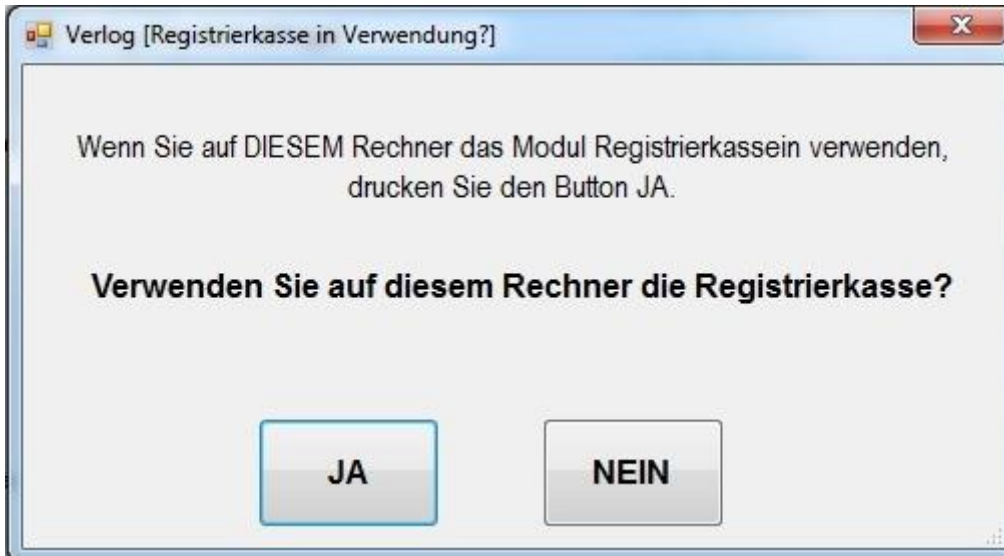 Verlog [Registrierkasse in Verwendung?]
Wenn Sie auf DIESEM Rechner das Modul Registrierkassein verwenden,
drucken Sie den Button JA.
Verwenden Sie auf diesem Rechner die Registrierkasse?
JA
NEIN